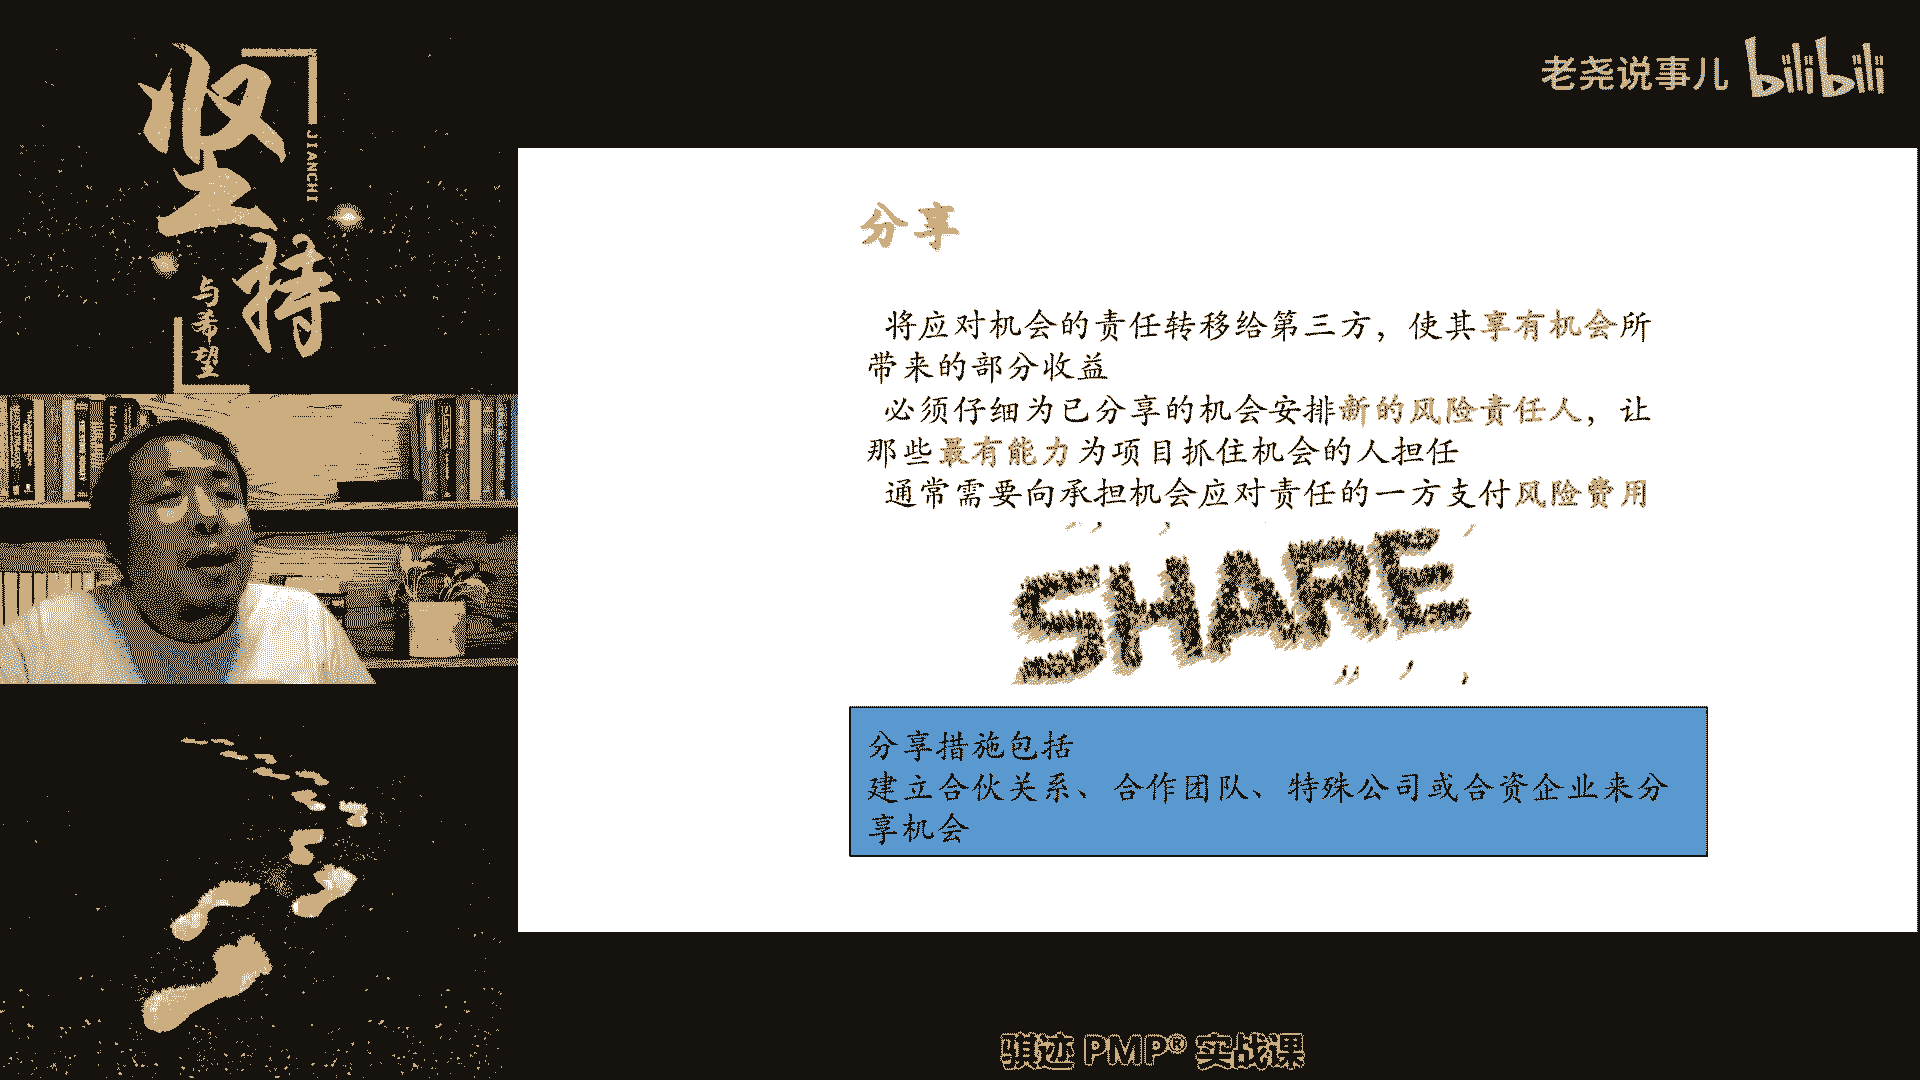 坚持
JIANCHI
与希望
老尧说事儿 bilibili
分享
将应对机会的责任转移给第三方，使其享有机会所
带来的部分收益
必须仔细为已分享的机会安排新的风险责任人，让
那些最有能力为项目抓住机会的人担任
通常需要向承担机会应对责任的一方支付风险费用
SHARE
分享措施包括
建立合伙关系、合作团队、特殊公司或合资企业来分
享机会
骐迹 PMP® 实战课